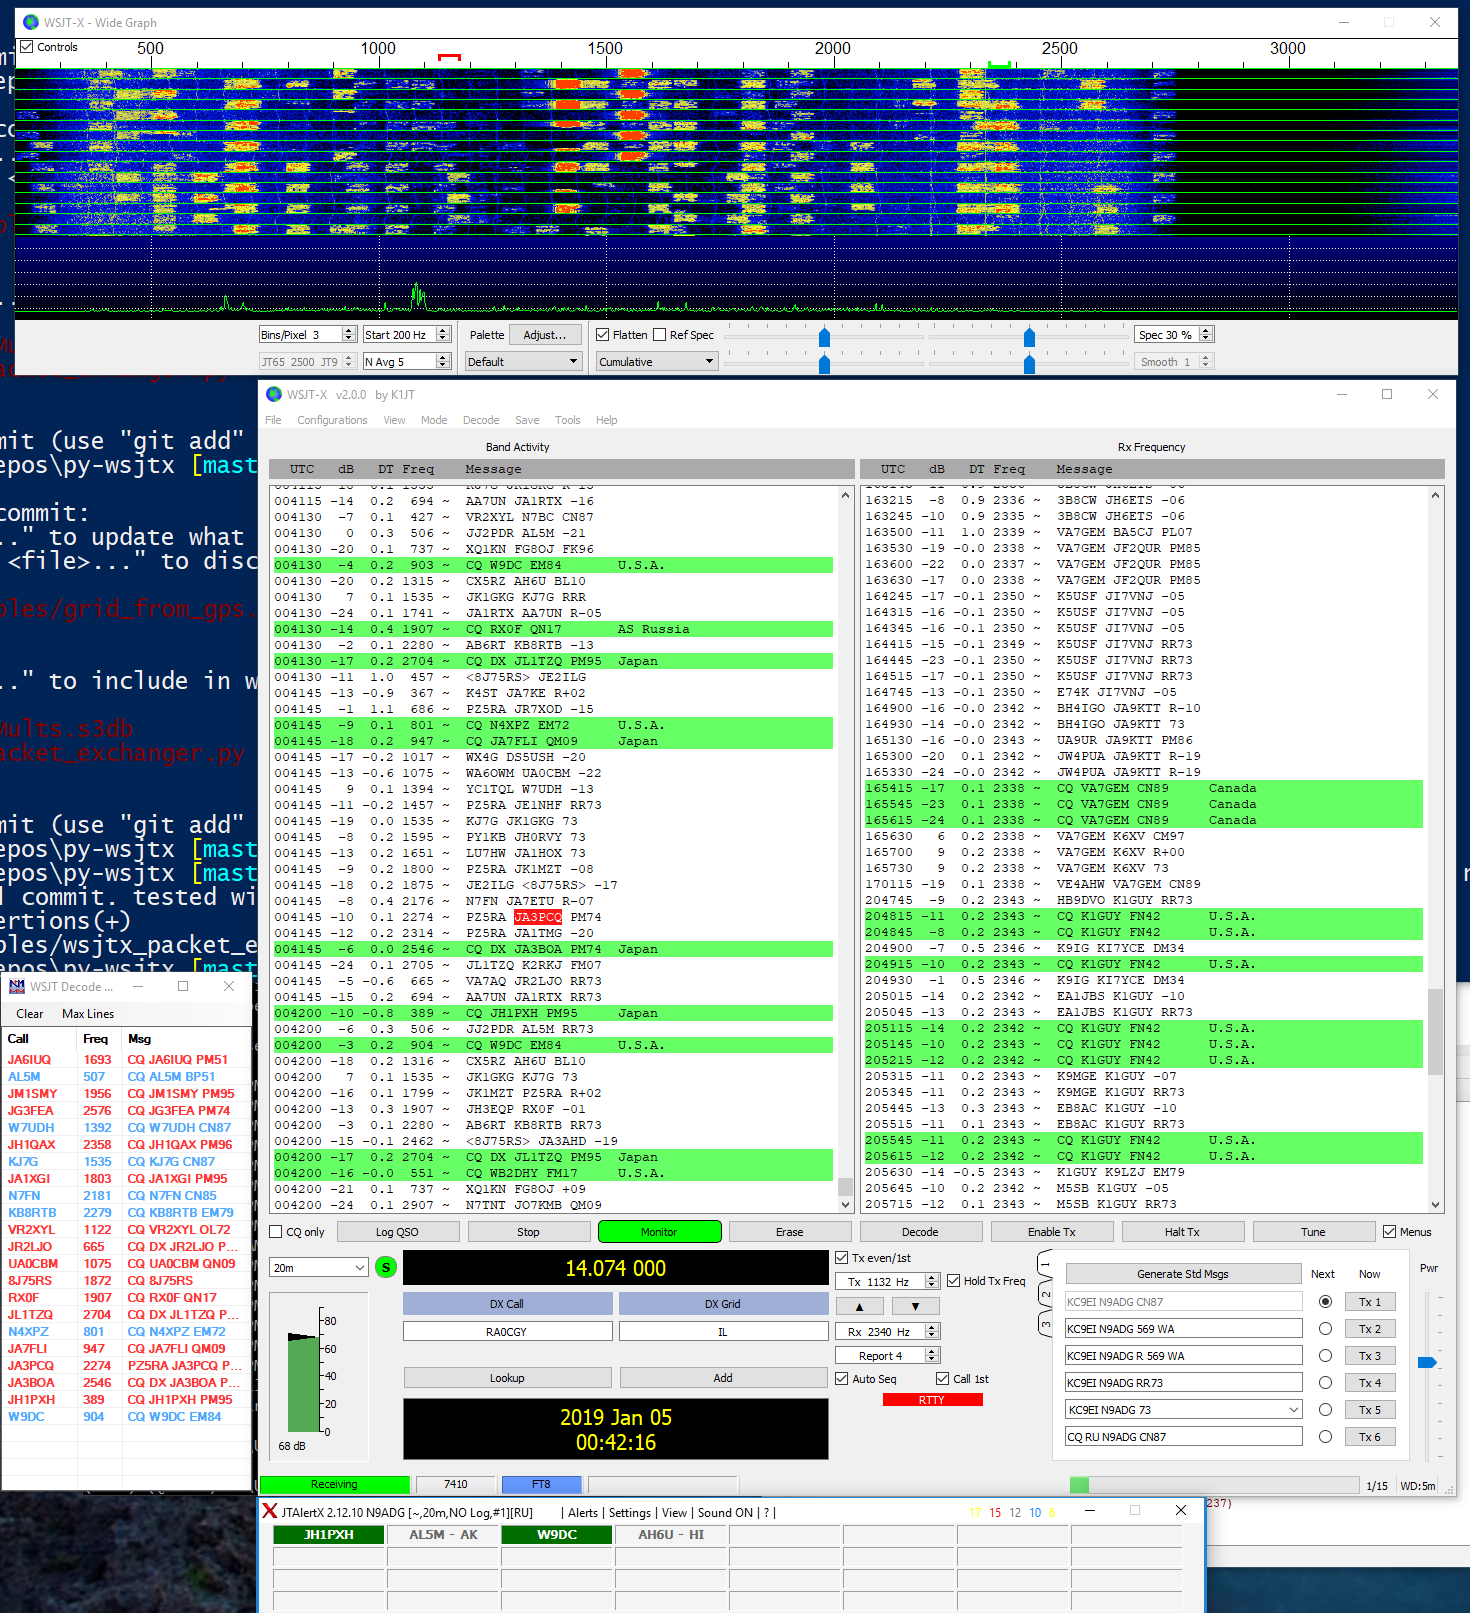 WSJT-X - Wide Graph
Controls
500 1000 1500 2000 2500 3000
Bins/Pixel 3 Start 200 Hz Palette Adjust... Flatten Ref Spec Spec 30 %
JT65 2500 JT9 N Avg 5 Default Cumulative Smooth 1
WSJT-X v2.0.0 by K1JT
File Configurations View Mode Decode Save Tools Help
Band Activity
UTC dB DT Freq Message
004115 -14 0.2 694 ~ AA7UN JA1RTX -16
004130 -7 0.1 427 ~ VR2XYL N7BC CN87
004130 0 0.3 506 ~ JJ2PDR AL5M -21
004130 -20 0.1 737 ~ XQ1KN FG8OJ FK96
004130 -4 0.2 903 ~ CQ W9DC EM84 U.S.A.
004130 -20 0.2 1315 ~ CX5RZ AH6U BL10
004130 7 0.1 1535 ~ JK1GKG KJ7G RRR
004130 -24 0.1 1741 ~ JA1RTX AA7UN R-05
004130 -14 0.4 1907 ~ CQ RX0F QN17 AS Russia
004130 -2 0.1 2280 ~ AB6RT KB8RTB -13
004130 -17 0.2 2704 ~ CQ DX JL1TZQ PM95 Japan
004130 -11 1.0 457 ~ <8J75RS> JE2ILG
004145 -13 -0.9 367 ~ K4ST JA7KE R+02
004145 -1 1.1 686 ~ PZ5RA JR7XOD -15
004145 -9 0.1 801 ~ CQ N4XPZ EM72 U.S.A.
004145 -18 0.2 947 ~ CQ JA7FLI QM09 Japan
004145 -17 -0.2 1017 ~ WX4G DS5USH -20
004145 -13 -0.6 1075 ~ WA6OWM UA0CBM -22
004145 9 0.1 1394 ~ YC1TQL W7UDH -13
004145 -11 -0.2 1457 ~ PZ5RA JE1NHF RR73
004145 -19 0.0 1535 ~ KJ7G JK1GKG 73
004145 -8 0.2 1595 ~ PY1KB JH0RVY 73
004145 -13 0.2 1651 ~ LU7HW JA1HOX 73
004145 -9 0.2 1800 ~ PZ5RA JK1MZT -08
004145 -18 0.2 1875 ~ JE2ILG <8J75RS> -17
004145 -8 0.4 2176 ~ N7FN JA7ETU R-07
004145 -10 0.1 2274 ~ PZ5RA JA3PCQ PM74
004145 -12 0.2 2314 ~ PZ5RA JA1TMG -20
004145 -6 0.0 2546 ~ CQ DX JA3BOA PM74 Japan
004145 -24 0.1 2705 ~ JL1TZQ K2RKJ FM07
004145 -5 -0.6 665 ~ VA7AQ JR2LJO RR73
004145 -15 0.2 694 ~ AA7UN JA1RTX RR73
004200 -10 -0.8 389 ~ CQ JH1PXH PM95 Japan
004200 -6 0.3 506 ~ JJ2PDR AL5M RR73
004200 -3 0.2 904 ~ CQ W9DC EM84 U.S.A.
004200 -18 0.2 1316 ~ CX5RZ AH6U BL10
004200 7 0.1 1535 ~ JK1GKG KJ7G 73
004200 -16 0.1 1799 ~ JK1MZT PZ5RA R+02
004200 -13 0.3 1907 ~ JH3EQP RX0F -01
004200 -3 0.1 2280 ~ AB6RT KB8RTB RR73
004200 -15 -0.1 2462 ~ <8J75RS> JA3AHD -19
004200 -17 0.2 2704 ~ CQ DX JL1TZQ PM95 Japan
004200 -16 -0.0 551 ~ CQ WB2DHY FM17 U.S.A.
004200 -21 0.1 737 ~ XQ1KN FG8OJ +09
004200 -24 0.1 2907 ~ N7TNT JO7KMB QM09
Rx Frequency
UTC dB DT Freq Message
163215 -8 0.9 2336 ~ 3B8CW JH6ETS -06
163245 -10 0.9 2335 ~ 3B8CW JH6ETS -06
163500 -11 1.0 2339 ~ VA7GEM BA5CJ PL07
163530 -19 -0.0 2338 ~ VA7GEM JF2QUR PM85
163600 -22 0.0 2337 ~ VA7GEM JF2QUR PM85
163630 -17 0.0 2338 ~ VA7GEM JF2QUR PM85
164245 -17 -0.1 2350 ~ K5USF JI7VNJ -05
164315 -16 -0.1 2350 ~ K5USF JI7VNJ -05
164345 -16 -0.1 2350 ~ K5USF JI7VNJ -05
164415 -15 -0.1 2349 ~ K5USF JI7VNJ RR73
164445 -23 -0.1 2350 ~ K5USF JI7VNJ RR73
164515 -17 -0.1 2350 ~ K5USF JI7VNJ RR73
164745 -13 -0.1 2350 ~ E74K JI7VNJ -05
164900 -16 -0.0 2342 ~ BH4IGO JA9KTT R-10
164930 -14 -0.0 2342 ~ BH4IGO JA9KTT 73
165130 -16 -0.0 2343 ~ UA9UR JA9KTT PM86
165300 -20 0.1 2342 ~ JW4PUA JA9KTT R-19
165330 -24 -0.0 2342 ~ JW4PUA JA9KTT R-19
165415 -17 0.1 2338 ~ CQ VA7GEM CN89 Canada
165545 -23 0.1 2338 ~ CQ VA7GEM CN89 Canada
165615 -24 0.1 2338 ~ CQ VA7GEM CN89 Canada
165630 6 0.2 2338 ~ VA7GEM K6XV CM97
165700 9 0.2 2338 ~ VA7GEM K6XV R+00
165730 9 0.2 2338 ~ VA7GEM K6XV 73
170115 -19 0.1 2338 ~ VE4AHW VA7GEM CN89
204745 -9 0.2 2343 ~ HB9DVO K1GUY RR73
204815 -11 0.2 2343 ~ CQ K1GUY FN42 U.S.A.
204845 -8 0.2 2343 ~ CQ K1GUY FN42 U.S.A.
204900 -7 0.5 2346 ~ K9IG KI7YCE DM34
204915 -10 0.2 2343 ~ CQ K1GUY FN42 U.S.A.
204930 -1 0.5 2346 ~ K9IG KI7YCE DM34
205015 -14 0.2 2342 ~ EA1JBS K1GUY -10
205045 -13 0.2 2343 ~ EA1JBS K1GUY RR73
205115 -14 0.2 2342 ~ CQ K1GUY FN42 U.S.A.
205145 -10 0.2 2342 ~ CQ K1GUY FN42 U.S.A.
205215 -12 0.2 2342 ~ CQ K1GUY FN42 U.S.A.
205315 -11 0.2 2343 ~ K9MGE K1GUY -07
205345 -11 0.2 2343 ~ K9MGE K1GUY RR73
205445 -13 0.2 2343 ~ EB8AC K1GUY -10
205515 -11 0.1 2343 ~ EB8AC K1GUY RR73
205545 -11 0.2 2342 ~ CQ K1GUY FN42 U.S.A.
205615 -12 0.2 2342 ~ CQ K1GUY FN42 U.S.A.
205630 -14 -0.5 2343 ~ K1GUY K9LZJ EM79
205645 -10 0.2 2343 ~ M5SB K1GUY -05
205715 -12 0.1 2343 ~ M5SB K1GUY RR73
CQ only Log QSO Stop Monitor Erase Decode Enable Tx Halt Tx Tune Menus
20m S 14.074 000
DX Call DX Grid
RA0CGY IL
Lookup Add
2019 Jan 05
00:42:16
-80
-60
-40
-20
-0
68 dB
Tx even/1st
Tx 1132 Hz Hold Tx Freq
▲ ▼
Rx 2340 Hz
Report 4
Auto Seq Call 1st
RTTY
1
2
3
Generate Std Msgs Next Now Pwr
KC9EI N9ADG CN87 Tx 1
KC9EI N9ADG 569 WA Tx 2
KC9EI N9ADG R 569 WA Tx 3
KC9EI N9ADG RR73 Tx 4
KC9EI N9ADG 73 Tx 5
CQ RU N9ADG CN87 Tx 6
Receiving 7410 FT8 1/15 WD:5m
mit (use "git add"
epos\py-wsjtx [mast
commit:
.." to update what
<file>..." to disc
ples/grid_from_gps.
.." to include in w
Mults.s3db
acket_exchanger.py
mit (use "git add"
epos\py-wsjtx [mast
epos\py-wsjtx [mast
d commit. tested wi
ertions(+)
ples/wsjtx_packet_e
epos\py-wsjtx [mast
WSJT Decode ...
Clear Max Lines
Call Freq Msg
JA6IUQ 1693 CQ JA6IUQ PM51
AL5M 507 CQ AL5M BP51
JM1SMY 1956 CQ JM1SMY PM95
JG3FEA 2576 CQ JG3FEA PM74
W7UDH 1392 CQ W7UDH CN87
JH1QAX 2358 CQ JH1QAX PM96
KJ7G 1535 CQ KJ7G CN87
JA1XGI 1803 CQ JA1XGI PM95
N7FN 2181 CQ N7FN CN85
KB8RTB 2279 CQ KB8RTB EM79
VR2XYL 1122 CQ VR2XYL OL72
JR2LJO 665 CQ DX JR2LJO P...
UA0CBM 1075 CQ UA0CBM QN09
8J75RS 1872 CQ 8J75RS
RX0F 1907 CQ RX0F QN17
JL1TZQ 2704 CQ DX JL1TZQ P...
N4XPZ 801 CQ N4XPZ EM72
JA7FLI 947 CQ JA7FLI QM09
JA3PCQ 2274 PZ5RA JA3PCQ P...
JA3BOA 2546 CQ DX JA3BOA P...
JH1PXH 389 CQ JH1PXH PM95
W9DC 904 CQ W9DC EM84
JTAlertX 2.12.10 N9ADG [~,20m,NO Log,#1][RU] | Alerts | Settings | View | Sound ON | ? | 17 15 12 10 6
JH1PXH AL5M - AK W9DC AH6U - HI
237)